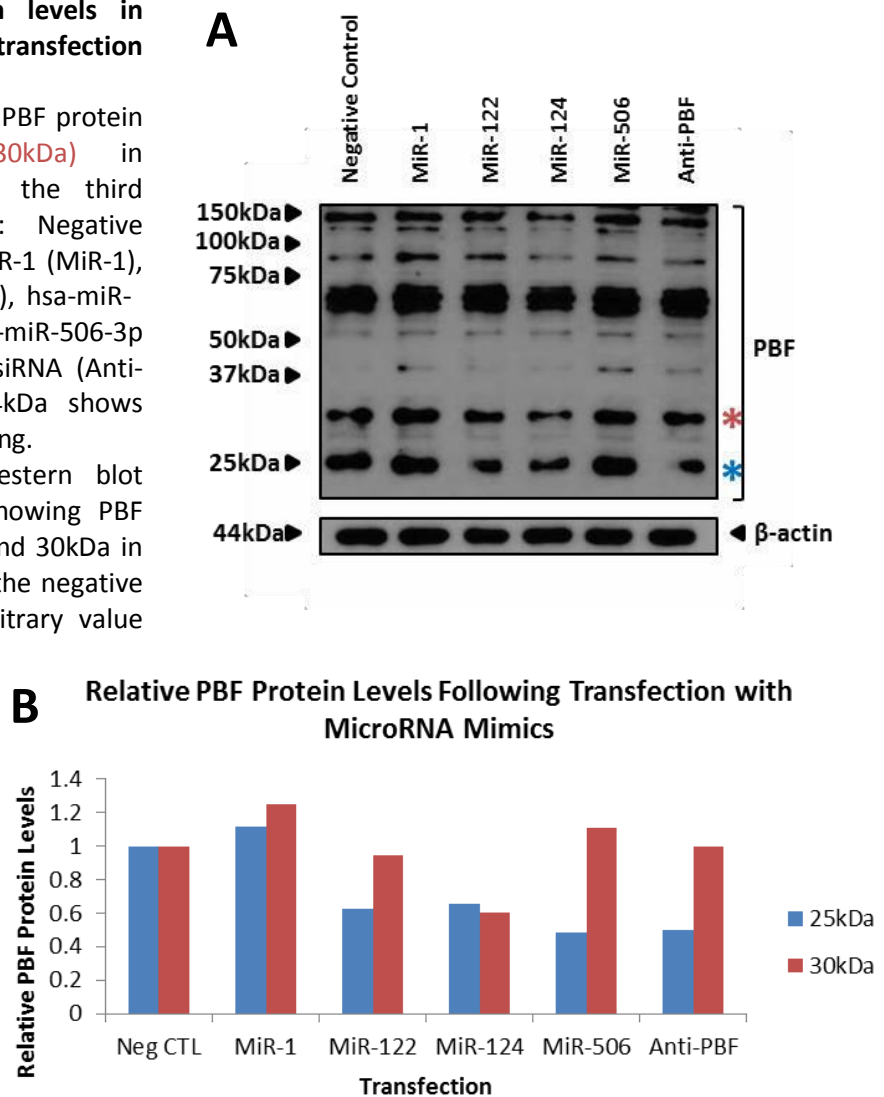 n levels in
transfection
PBF protein
30kDa) in
the third
: Negative
R-1 (MiR-1),
), hsa-miR-
-miR-506-3p
siRNA (Anti-
kDa shows
ng.
estern blot
howing PBF
nd 30kDa in
the negative
itrary value
A
Negative Control
MiR-1
MiR-122
MiR-124
MiR-506
Anti-PBF
150kDa
100kDa
75kDa
50kDa
37kDa
25kDa
44kDa
PBF
*
*
β-actin
B
Relative PBF Protein Levels Following Transfection with
MicroRNA Mimics
Relative PBF Protein Levels
1.4
1.2
1
0.8
0.6
0.4
0.2
0
Neg CTL
MiR-1
MiR-122
MiR-124
MiR-506
Anti-PBF
Transfection
25kDa
30kDa